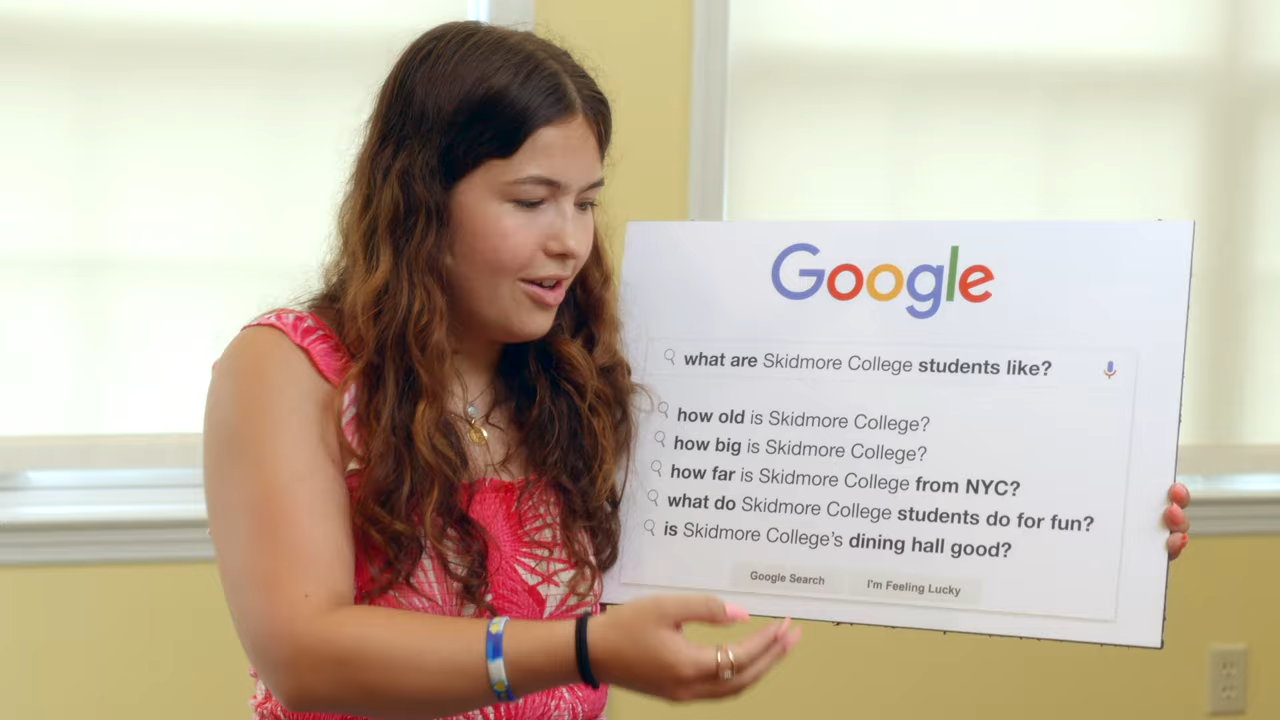 Google
what are Skidmore College students like?
how old is Skidmore College?
how big is Skidmore College?
how far is Skidmore College from NYC?
what do Skidmore College students do for fun?
is Skidmore College's dining hall good?
Google Search I'm Feeling Lucky